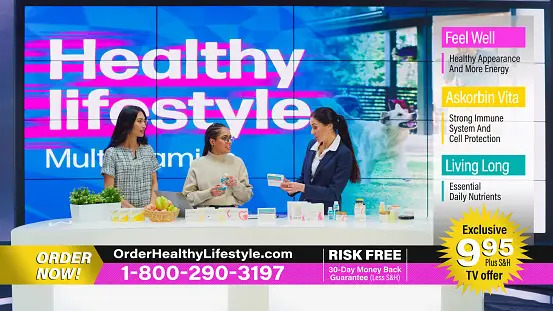 Healthy
lifestyle
Feel Well
Healthy Appearance
And More Energy
Askorbin Vita
Strong Immune
System And
Cell Protection
Living Long
Essential
Daily Nutrients
ORDER
NOW!
OrderHealthyLifestyle.com
1-800-290-3197
RISK FREE
30-Day Money Back
Guarantee (Less S&H)
Exclusive
9.95
Plus S&H
TV offer